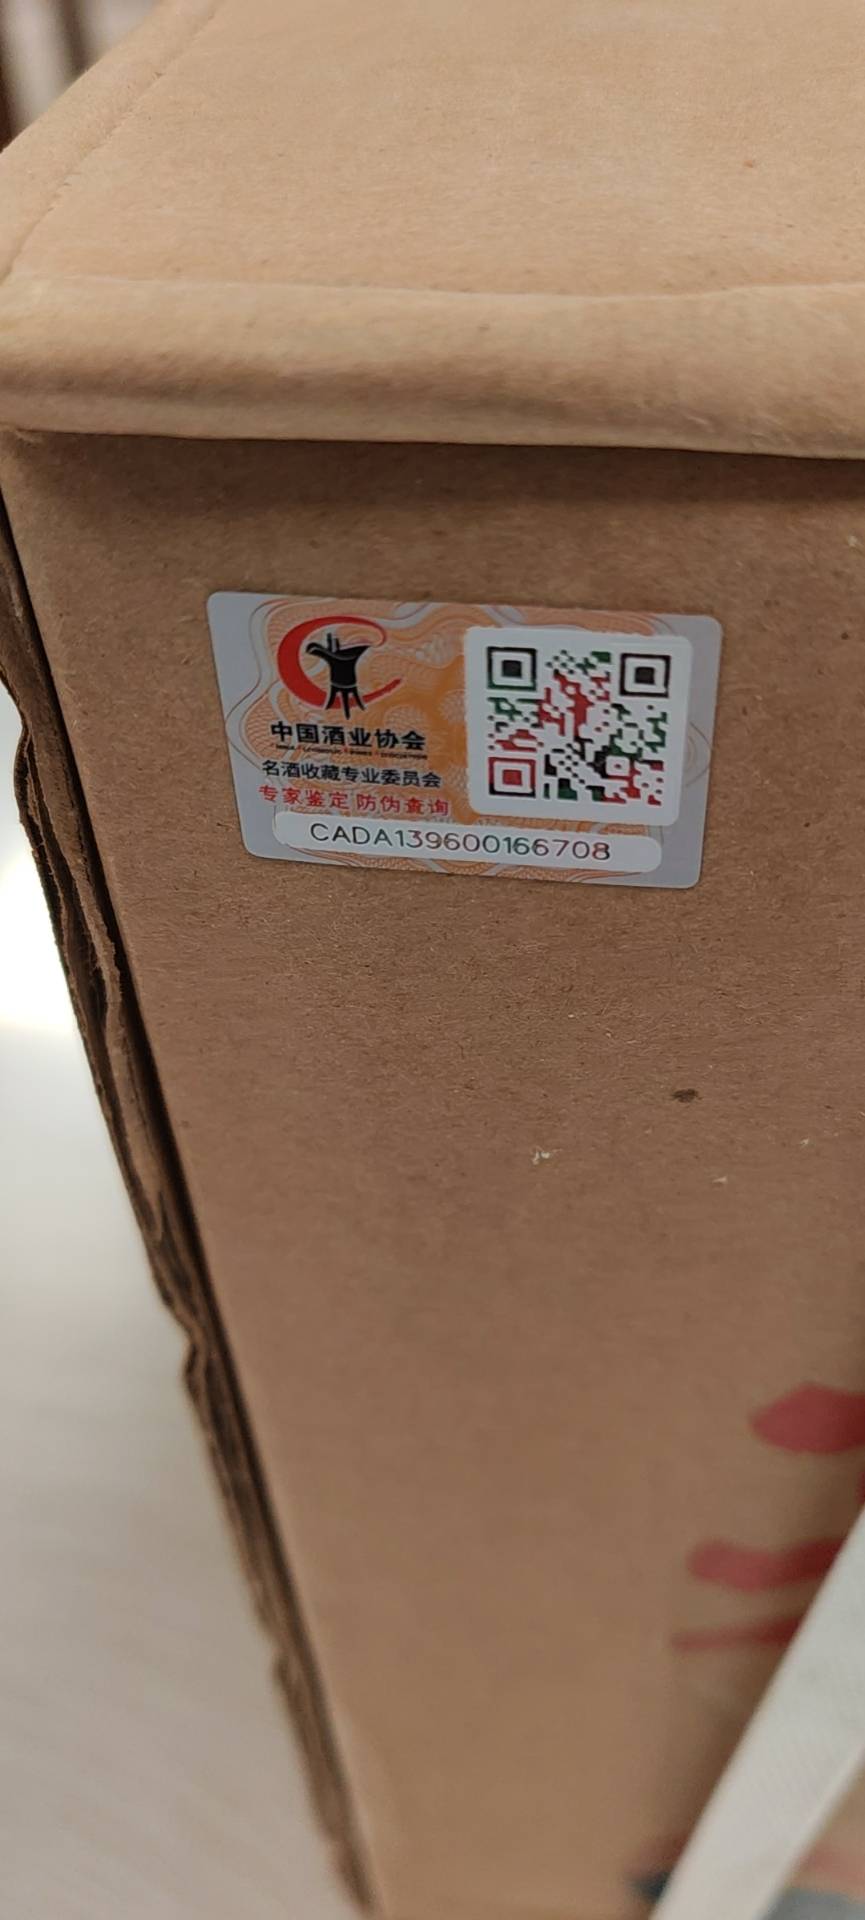 中国酒业协会
名酒收藏专业委员会
专家鉴定 防伪查询
CADA139600166708